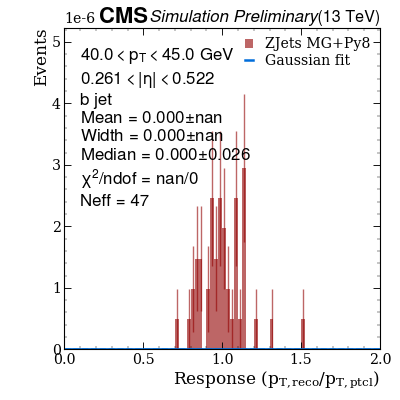 1e-6 CMS Simulation Preliminary (13 TeV)
Events
40.0 < p_T < 45.0 GeV
0.261 < |η| < 0.522
b jet
Mean = 0.000±nan
Width = 0.000±nan
Median = 0.000±0.026
χ²/ndof = nan/0
Neff = 47
ZJets MG+Py8
Gaussian fit
5
4
3
2
1
0
0.0 0.5 1.0 1.5 2.0
Response (p_T,reco/p_T,ptcl)